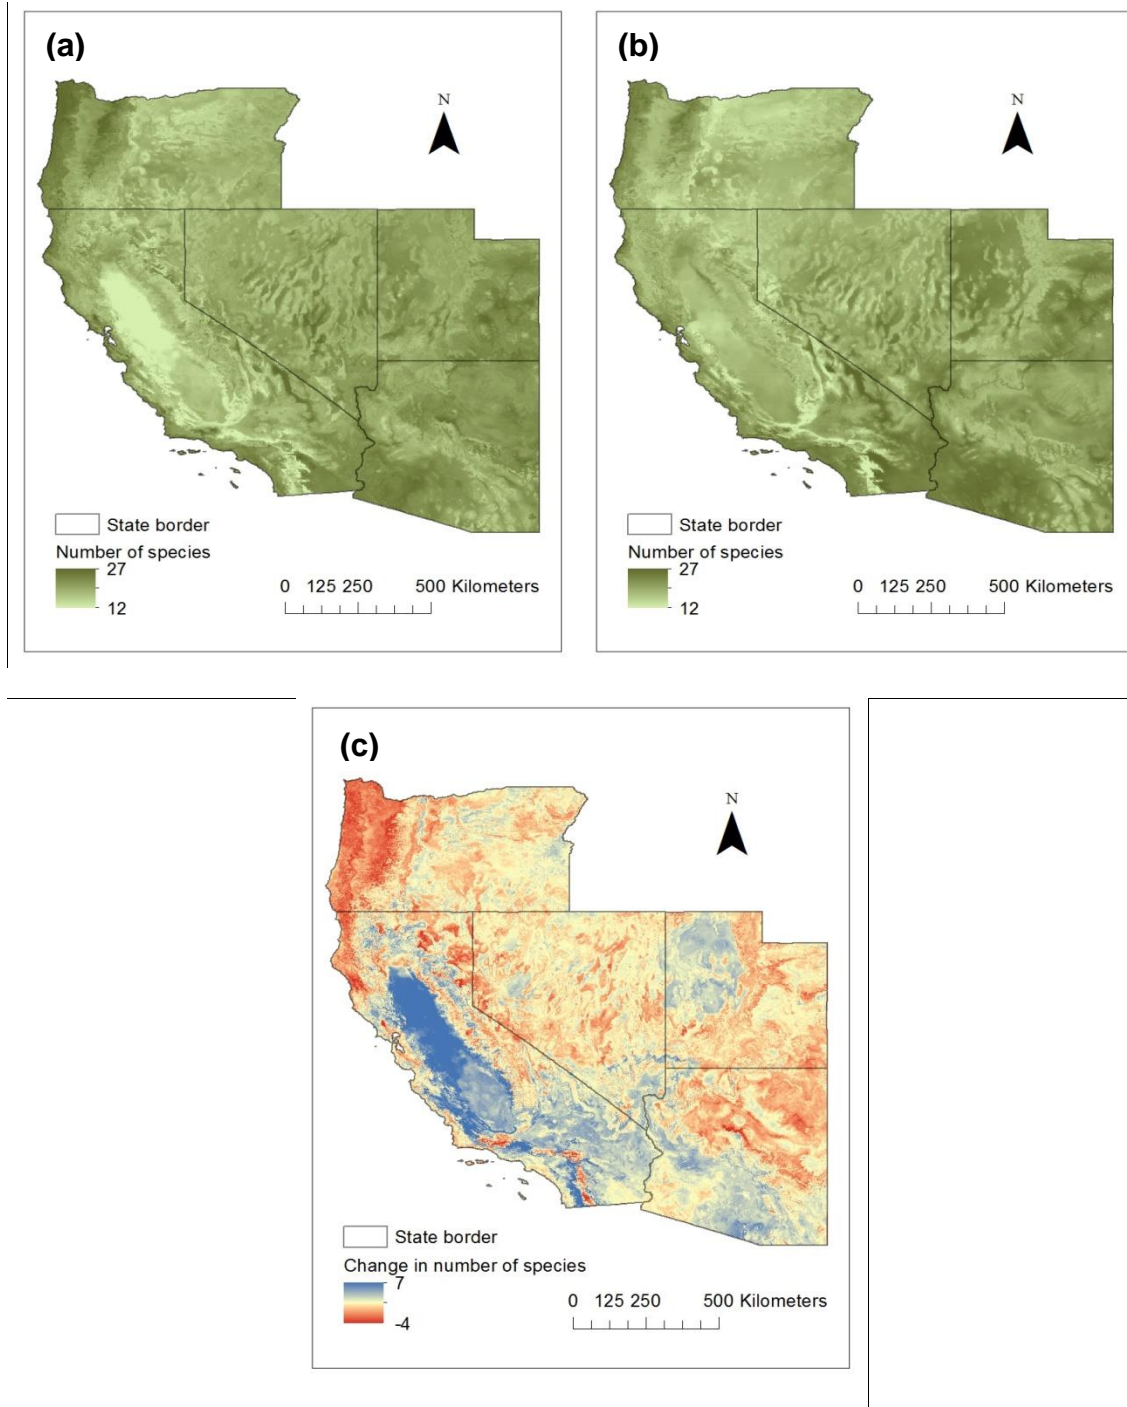 (a)
N
State border
Number of species
27
12
0 125 250 500 Kilometers
(b)
N
State border
Number of species
27
12
0 125 250 500 Kilometers
(c)
N
State border
Change in number of species
7
-4
0 125 250 500 Kilometers